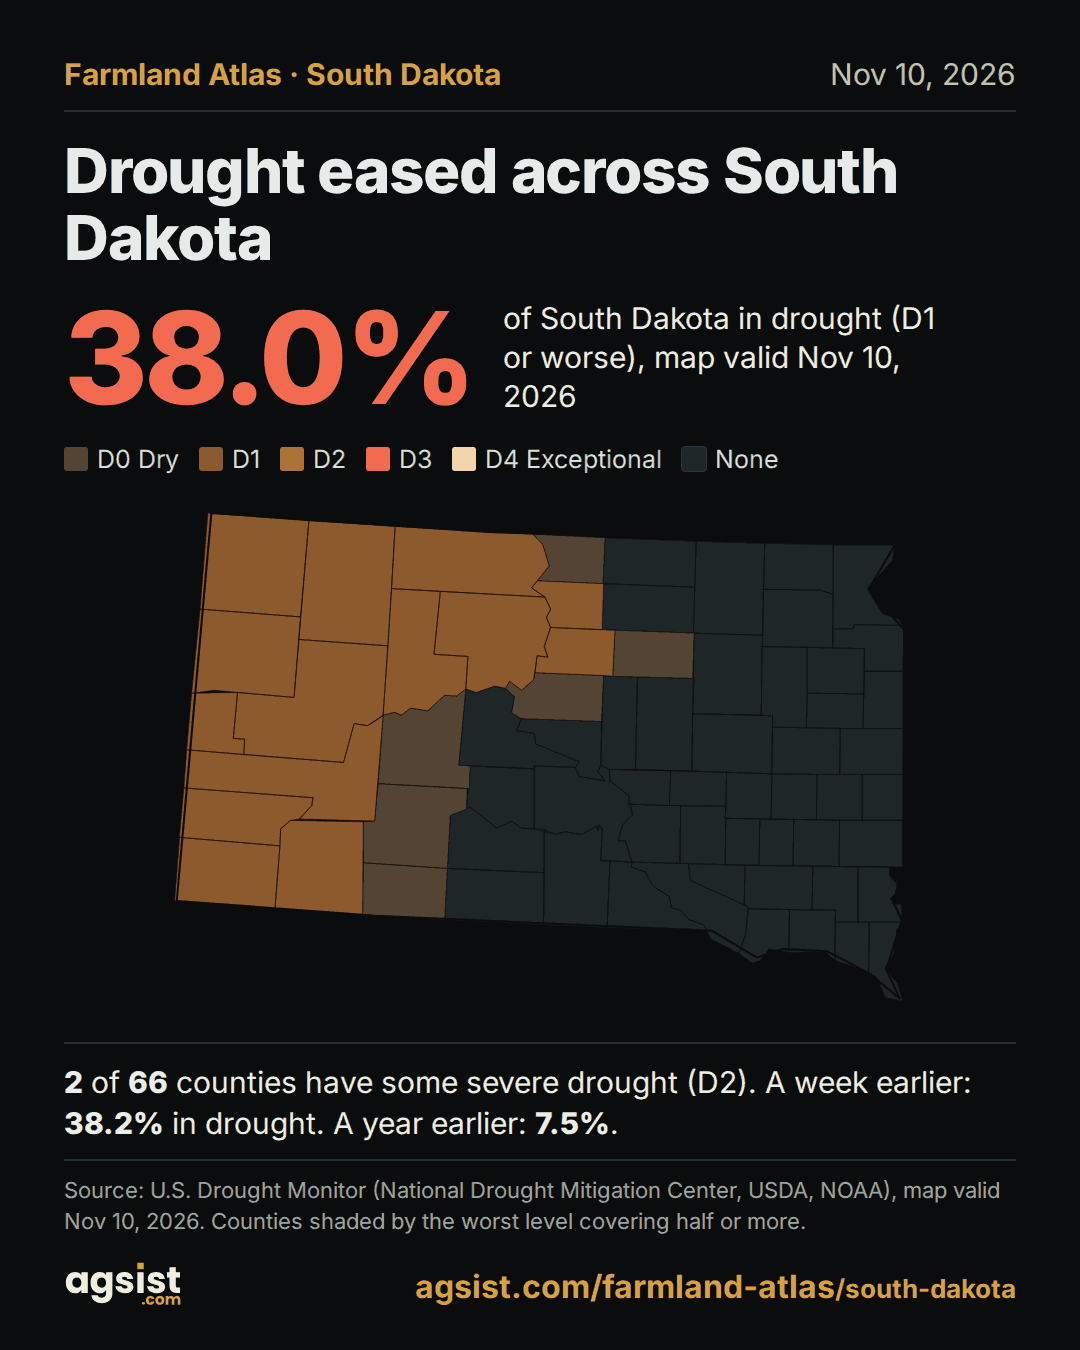 Farmland Atlas · South Dakota
Nov 10, 2026
Drought eased across South
Dakota
38.0%
of South Dakota in drought (D1
or worse), map valid Nov 10,
2026
D0 Dry D1 D2 D3 D4 Exceptional None
2 of 66 counties have some severe drought (D2). A week earlier:
38.2% in drought. A year earlier: 7.5%.
Source: U.S. Drought Monitor (National Drought Mitigation Center, USDA, NOAA), map valid
Nov 10, 2026. Counties shaded by the worst level covering half or more.
agsist
.com
agsist.com/farmland-atlas/south-dakota